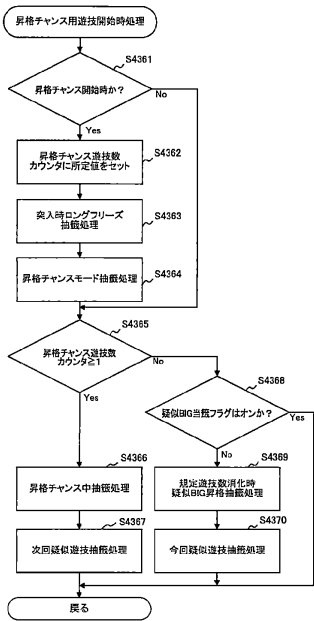 昇格チャンス用遊技開始時処理
S4361
昇格チャンス開始時か？
No
Yes
S4362
昇格チャンス遊技数
カウンタに所定値をセット
S4363
突入時ロングフリーズ
抽籤処理
S4364
昇格チャンスモード抽籤処理
S4365
昇格チャンス遊技数
カウンタ≧1
No
Yes
S4368
疑似BIG当籤フラグはオンか？
Yes
No
S4366
昇格チャンス中抽籤処理
S4369
規定遊技数消化時
疑似BIG昇格抽籤処理
S4367
次回疑似遊技抽籤処理
S4370
今回疑似遊技抽籤処理
戻る